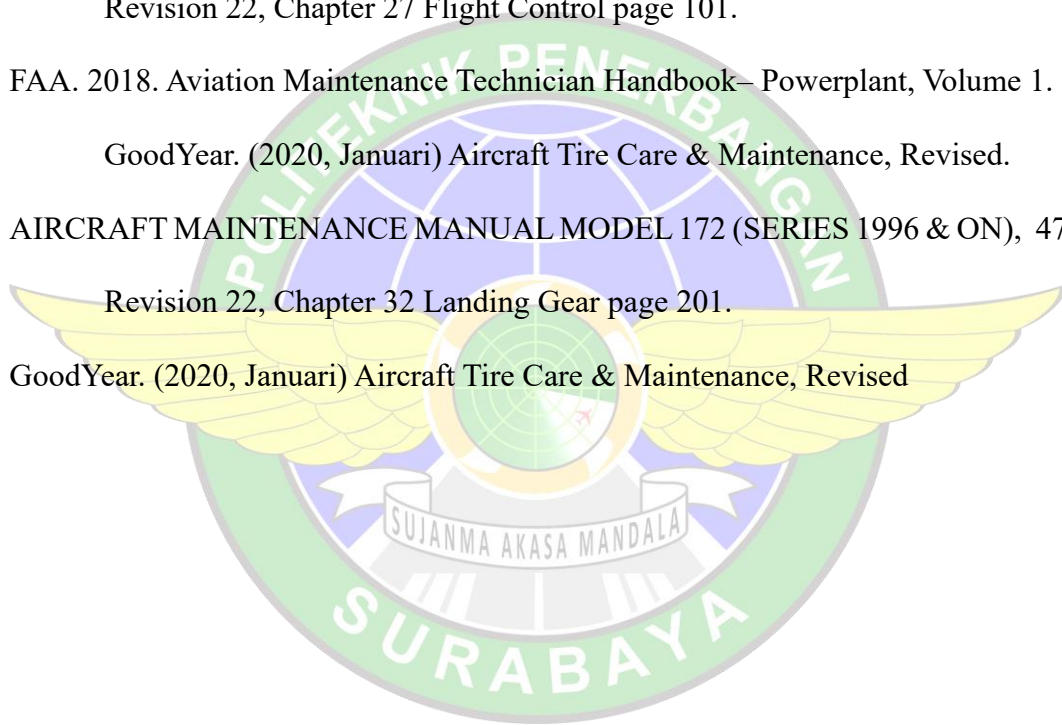 Revision 22, Chapter 27 Flight Control page 101.
FAA. 2018. Aviation Maintenance Technician Handbook– Powerplant, Volume 1.
GoodYear. (2020, Januari) Aircraft Tire Care & Maintenance, Revised.
AIRCRAFT MAINTENANCE MANUAL MODEL 172 (SERIES 1996 & ON), 47
Revision 22, Chapter 32 Landing Gear page 201.
GoodYear. (2020, Januari) Aircraft Tire Care & Maintenance, Revised
POLITEKNIK PENERBANGAN
SUJANMA AKASA MANDALA
SURABAYA